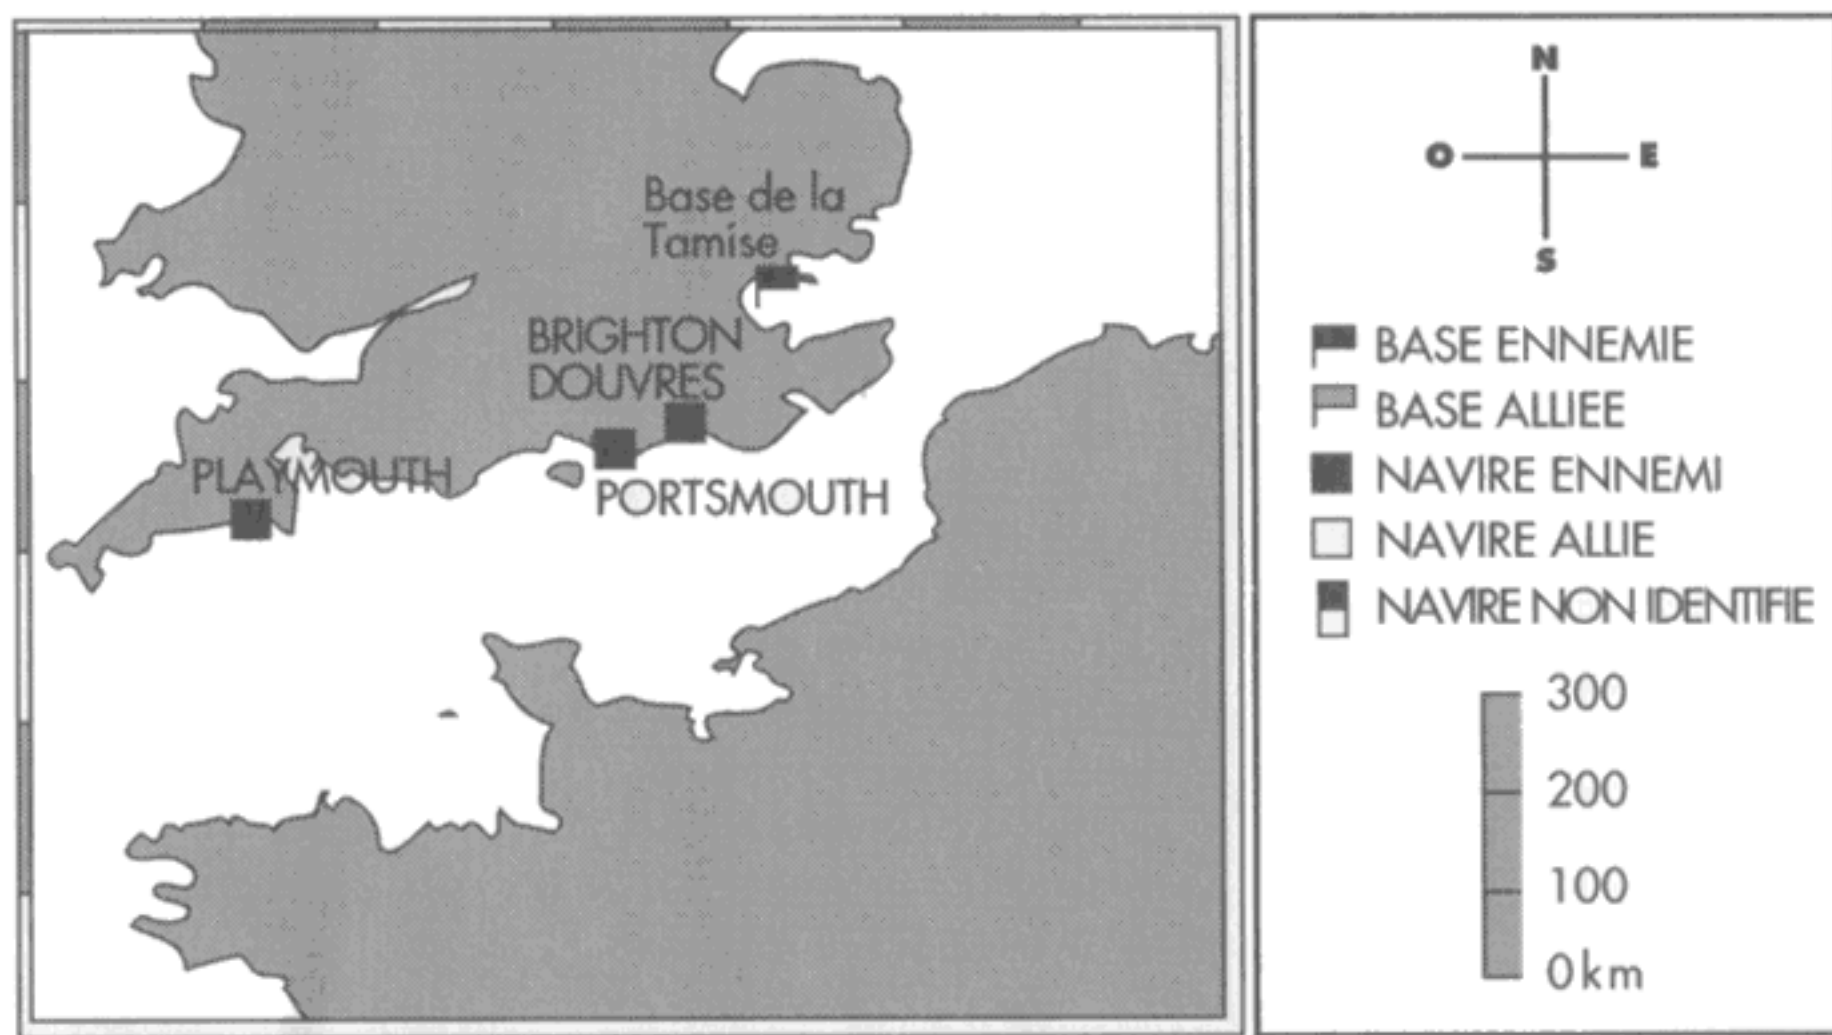 Base de la
Tamise
BRIGHTON
DOUVRES
PLAYMOUTH
PORTSMOUTH
N
O E
S
BASE ENNEMIE
BASE ALLIEE
NAVIRE ENNEMI
NAVIRE ALLIE
NAVIRE NON IDENTIFIE
300
200
100
0km